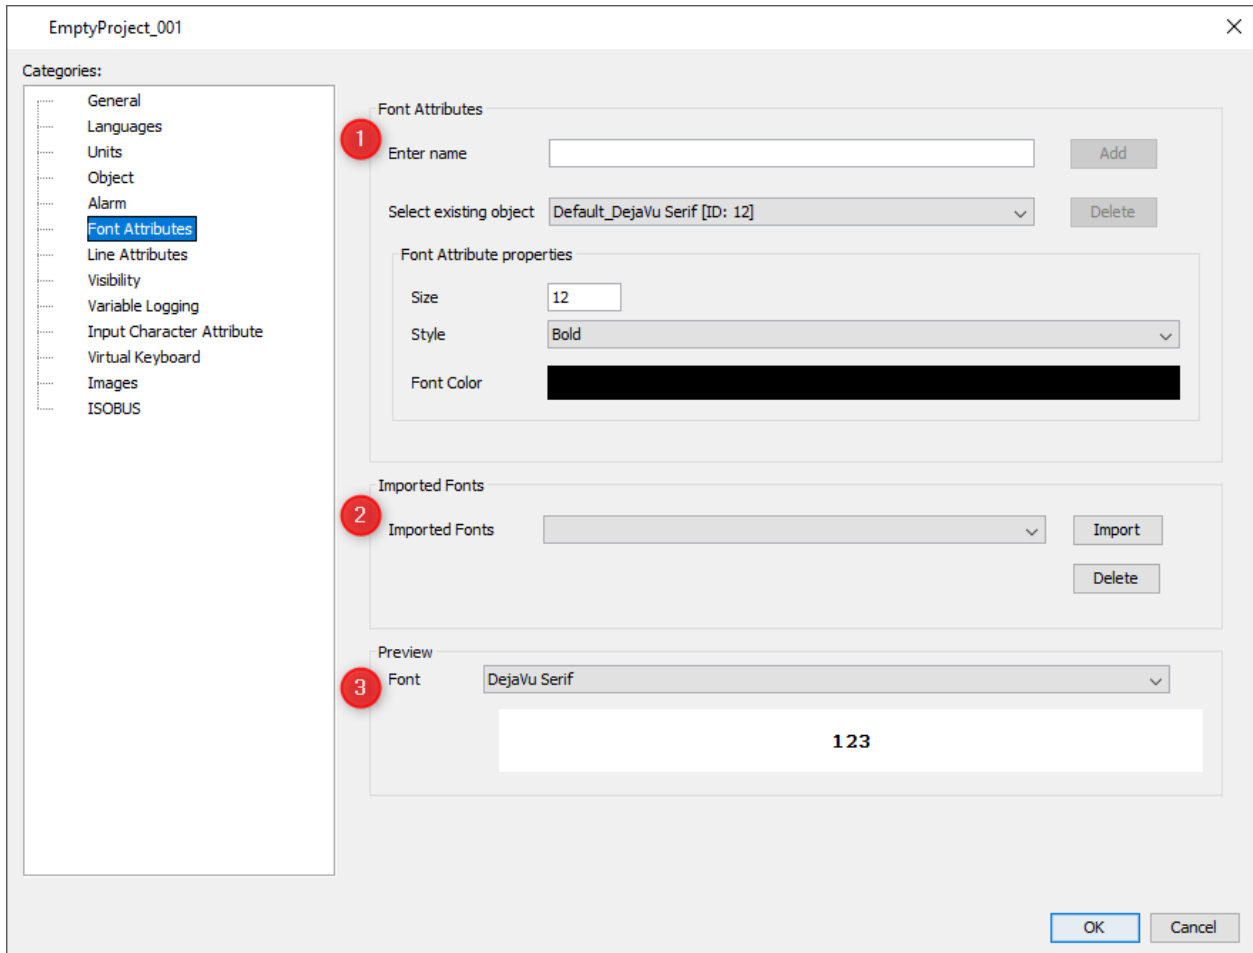 EmptyProject_001
Categories:
General
Languages
Units
Object
Alarm
Font Attributes
Line Attributes
Visibility
Variable Logging
Input Character Attribute
Virtual Keyboard
Images
ISOBUS
Font Attributes
1
Enter name
Add
Select existing object Default_DejaVu Serif [ID: 12]
Delete
Font Attribute properties
Size 12
Style Bold
Font Color
Imported Fonts
2
Imported Fonts
Import
Delete
Preview
3
Font DejaVu Serif
123
OK Cancel